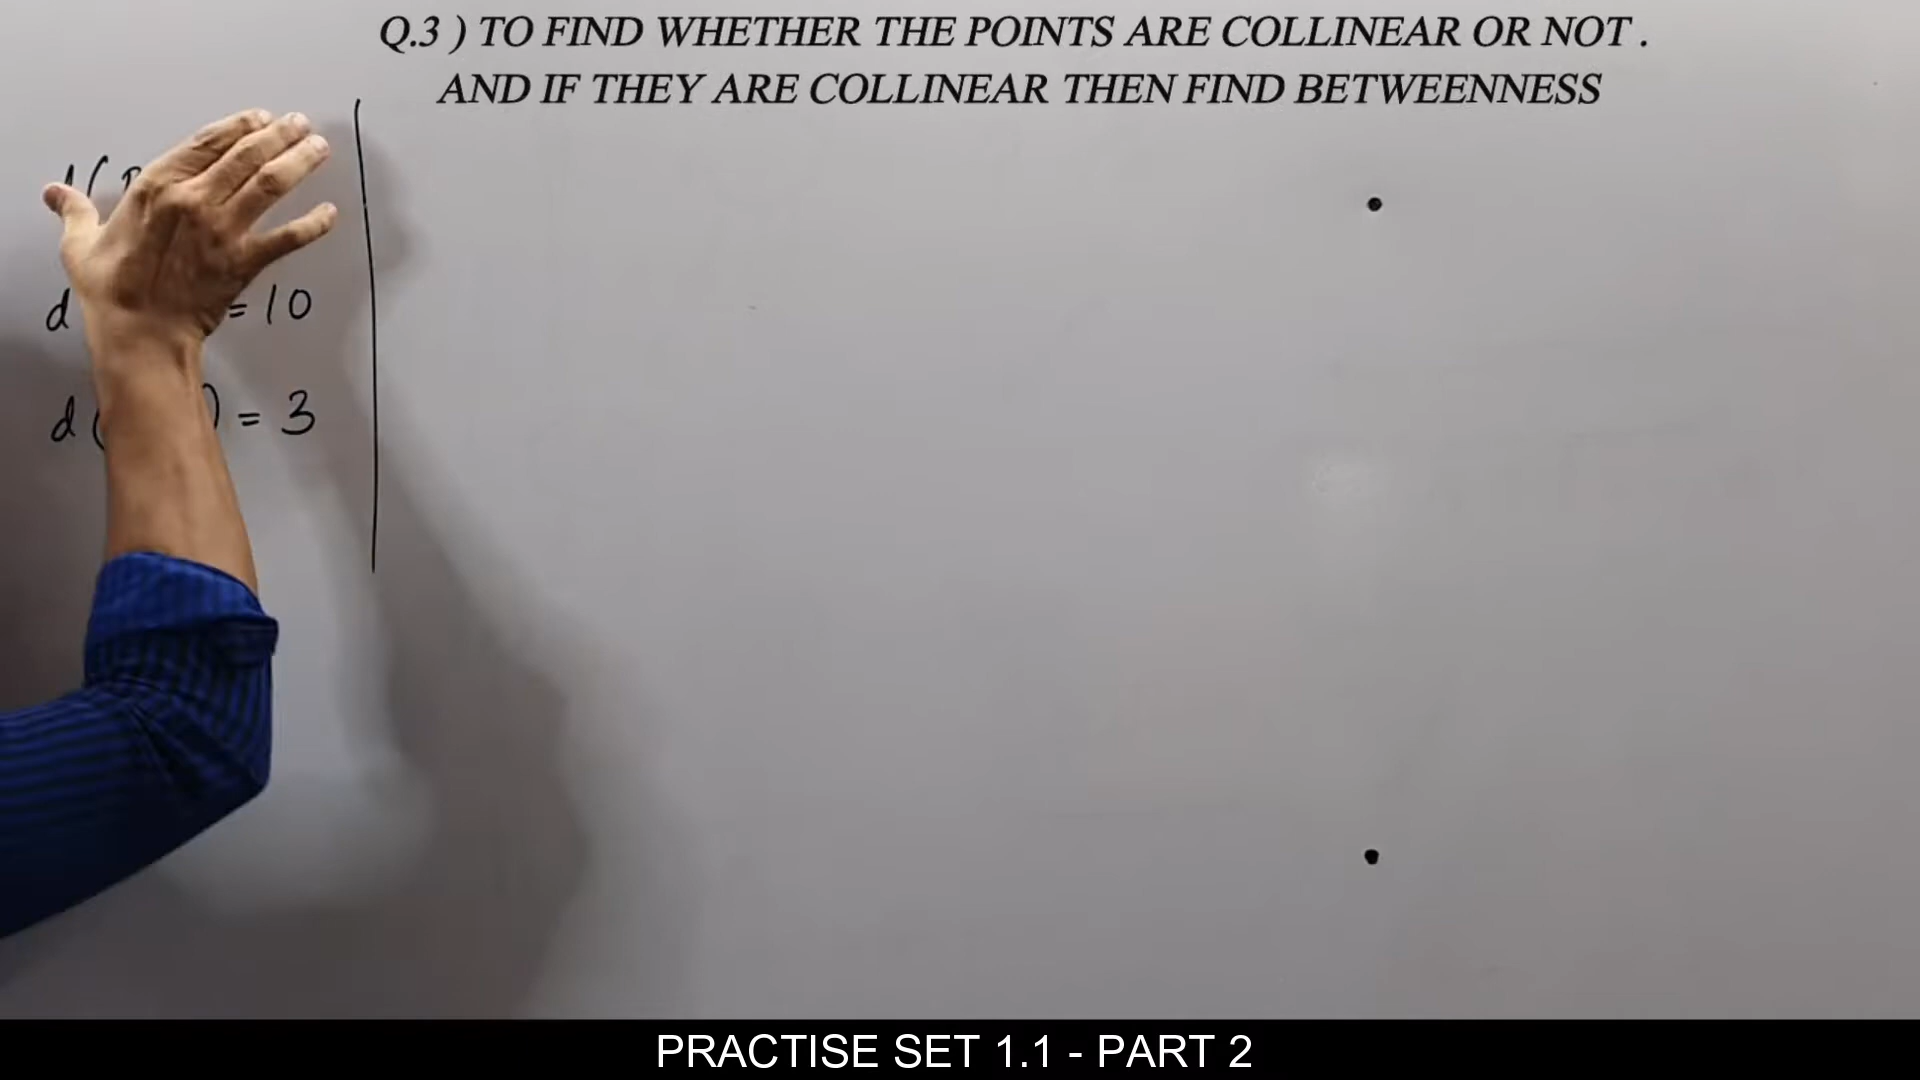 Q.3 ) TO FIND WHETHER THE POINTS ARE COLLINEAR OR NOT .
AND IF THEY ARE COLLINEAR THEN FIND BETWEENNESS
d (
d = 10
d ( ) = 3
PRACTISE SET 1.1 - PART 2